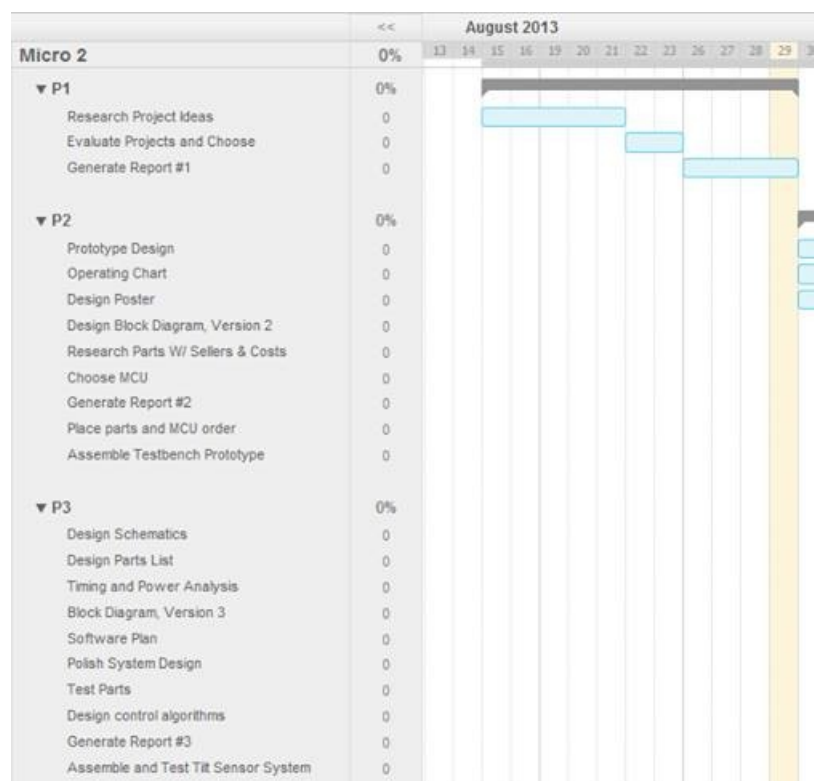 << August 2013
Micro 2 0% 13 14 15 16 19 20 21 22 23 26 27 28 29
▼ P1 0%
Research Project Ideas 0
Evaluate Projects and Choose 0
Generate Report #1 0
▼ P2 0%
Prototype Design 0
Operating Chart 0
Design Poster 0
Design Block Diagram, Version 2 0
Research Parts W/ Sellers & Costs 0
Choose MCU 0
Generate Report #2 0
Place parts and MCU order 0
Assemble Testbench Prototype 0
▼ P3 0%
Design Schematics 0
Design Parts List 0
Timing and Power Analysis 0
Block Diagram, Version 3 0
Software Plan 0
Polish System Design 0
Test Parts 0
Design control algorithms 0
Generate Report #3 0
Assemble and Test Tilt Sensor System 0